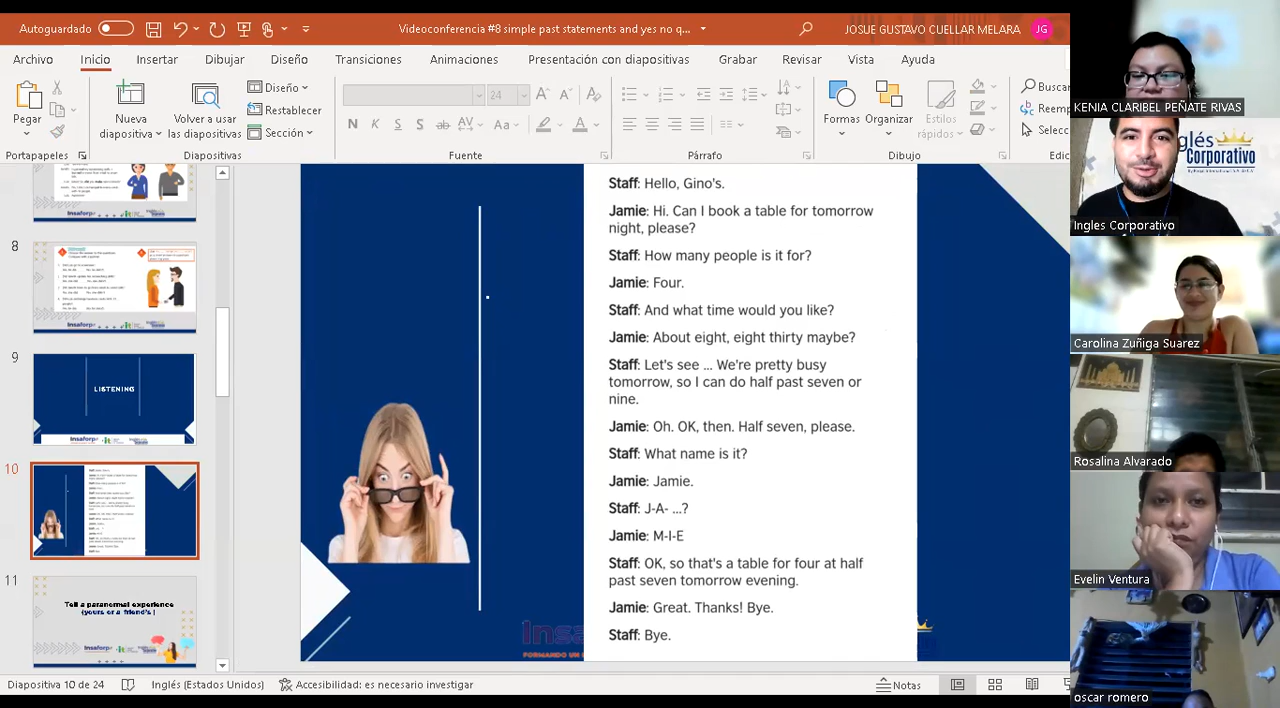 Autoguardado
Videoconferencia #8 simple past statements and yes no q...
JOSUE GUSTAVO CUELLAR MELARA
JG
Archivo Inicio Insertar Dibujar Diseño Transiciones Animaciones Presentación con diapositivas Grabar Revisar Vista Ayuda
Pegar
Nueva
diapositiva
Volver a usar
las diapositivas
Diseño
Restablecer
Sección
24
N K S S ab AV Aa A
Formas
Organizar
Estilos
rápidos
Portapapeles Diapositivas Fuente Párrafo Dibujo
8
9
LISTENING
10
11
Tell a paranormal experience
(yours or a friend's )
Staff: Hello, Gino's.
Jamie: Hi. Can I book a table for tomorrow
night, please?
Staff: How many people is it for?
Jamie: Four.
Staff: And what time would you like?
Jamie: About eight, eight thirty maybe?
Staff: Let's see ... We're pretty busy
tomorrow, so I can do half past seven or
nine.
Jamie: Oh. OK, then. Half seven, please.
Staff: What name is it?
Jamie: Jamie.
Staff: J-A- ...?
Jamie: M-I-E
Staff: OK, so that's a table for four at half
past seven tomorrow evening.
Jamie: Great. Thanks! Bye.
Staff: Bye.
KENIA CLARIBEL PEÑATE RIVAS
Inglés
Corporativo
Ingles Corporativo
Carolina Zuñiga Suarez
Rosalina Alvarado
Evelin Ventura
oscar romero
Diapositiva 10 de 24
Inglés (Estados Unidos)
Accesibilidad: es necesario investigar
Notas